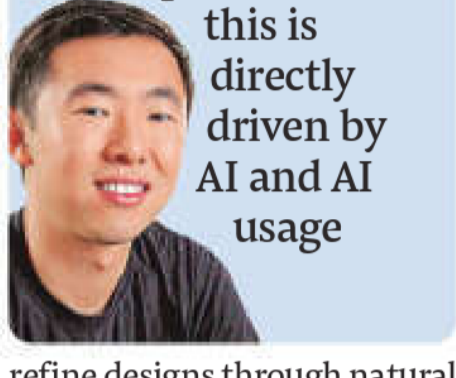 this is
directly
driven by
AI and AI
usage
refine designs through natural